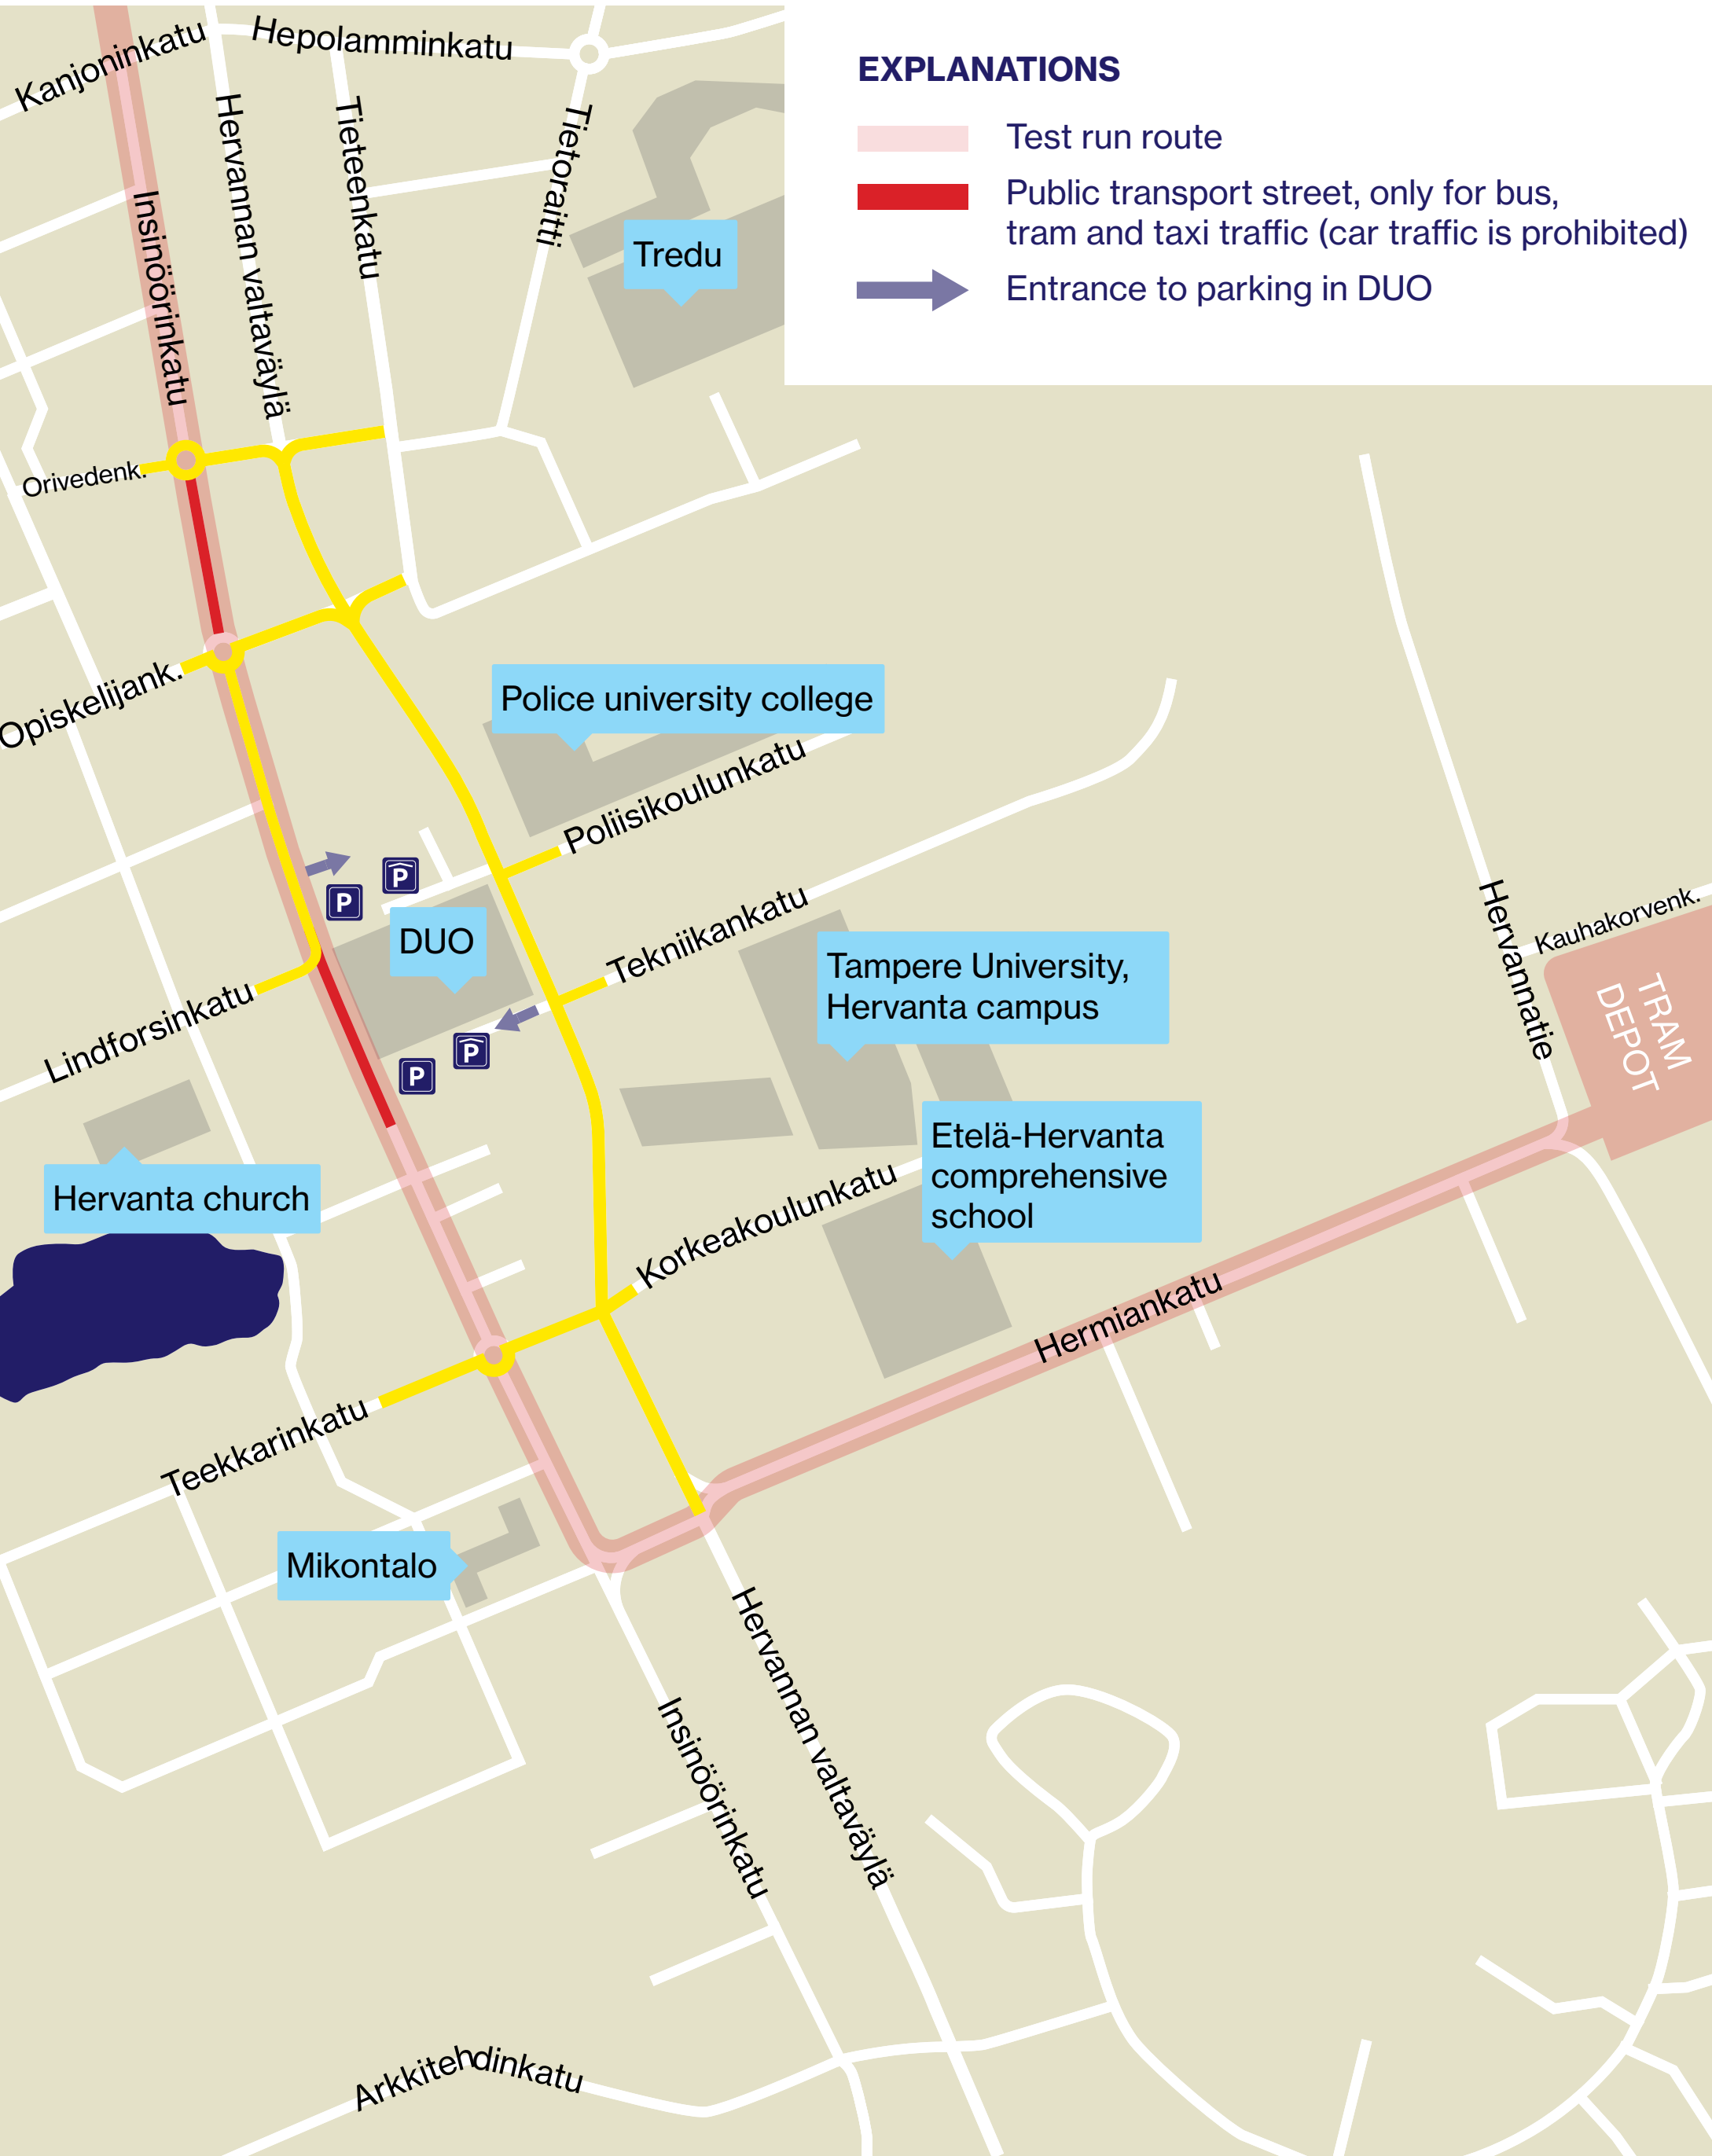 EXPLANATIONS
Test run route
Public transport street, only for bus,
tram and taxi traffic (car traffic is prohibited)
Entrance to parking in DUO
Kanjoninkatu
Hepolamminkatu
Hervannan valtaväylä
Tieteenkatu
Tietoraitti
Insinöörinkatu
Tredu
Orivedenk.
Opiskelijank.
Police university college
Poliisikoulunkatu
P
P
DUO
Tekniikankatu
Tampere University,
Hervanta campus
Hervannatie
Kauhakorvenk.
TRAM
DEPOT
Lindforsinkatu
P
P
Hervanta church
Etelä-Hervanta
comprehensive
school
Korkeakoulunkatu
Hermiankatu
Teekkarinkatu
Mikontalo
Hervannan valtaväylä
Insinöörinkatu
Arkkitehdinkatu